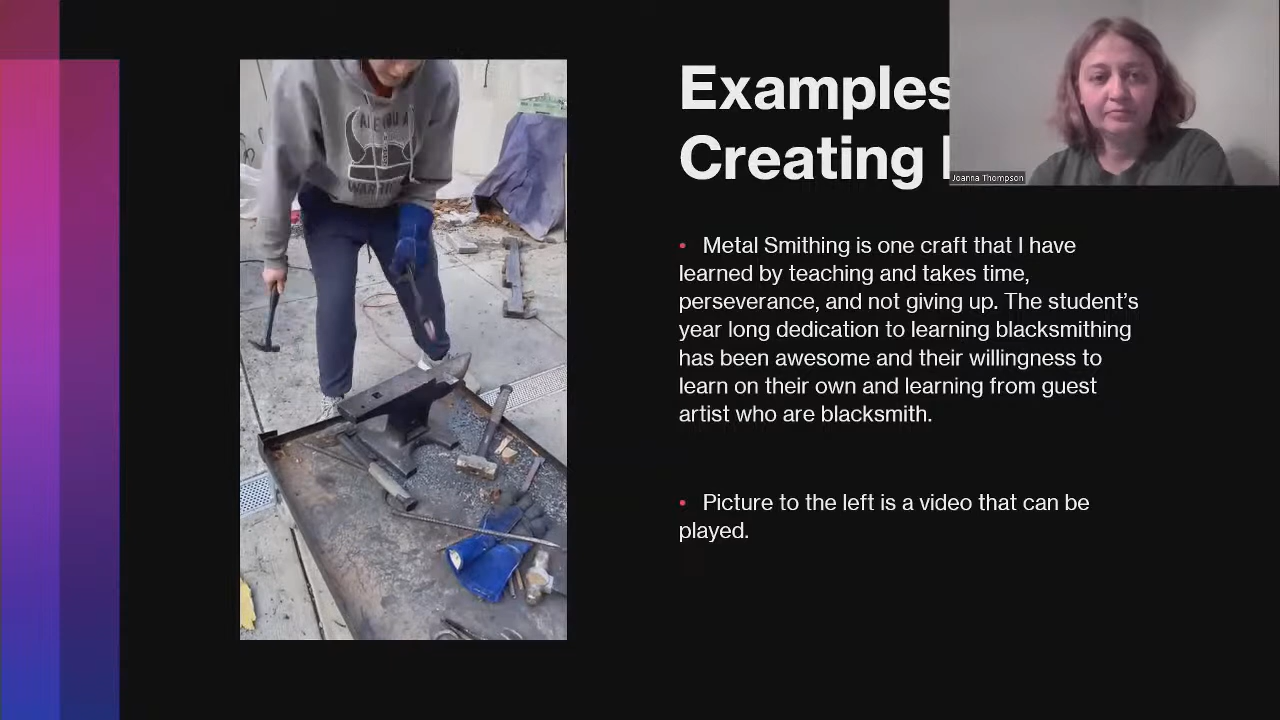 Examples
Creating
Joanna Thompson
• Metal Smithing is one craft that I have
learned by teaching and takes time,
perseverance, and not giving up. The student’s
year long dedication to learning blacksmithing
has been awesome and their willingness to
learn on their own and learning from guest
artist who are blacksmith.
• Picture to the left is a video that can be
played.